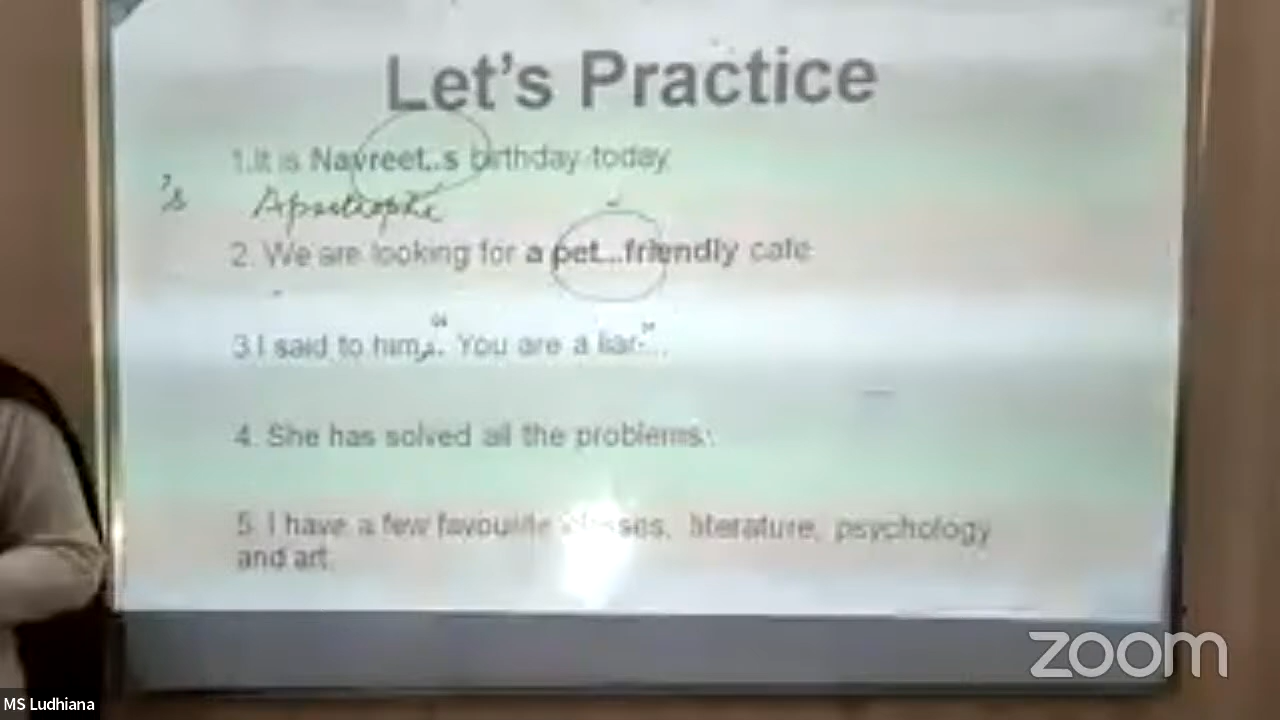 Let's Practice
1.It is Navreet..s birthday today
's Apostrophe
2. We are looking for a pet...friendly cafe
3 I said to him,. “ You are a liar. ”...
4. She has solved all the problems.
5. I have a few favourite classes, literature, psychology
and art.
zoom
MS Ludhiana